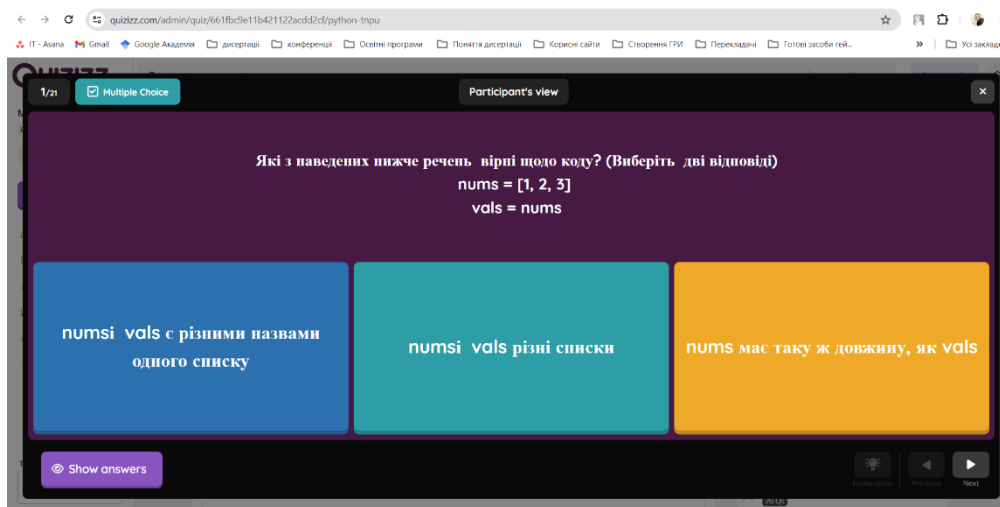 quizizz.com/admin/quiz/661fbc9e11b421122acdd2cf/python-tnpu
IT - Asana Gmail Google Академія дисертації конференції Освітні програми Поняття дисертації Корисні сайти Створення ГРИ Перекладачі Готові засоби гей... » Усі заклад
1/21 Multiple Choice Participant's view
Які з наведених нижче речень вірні щодо коду? (Виберіть дві відповіді)
nums = [1, 2, 3]
vals = nums
numsі vals є різними назвами
одного списку
numsі vals різні списки
nums має таку ж довжину, як vals
Show answers
Explanation Previous Next
20 Qs